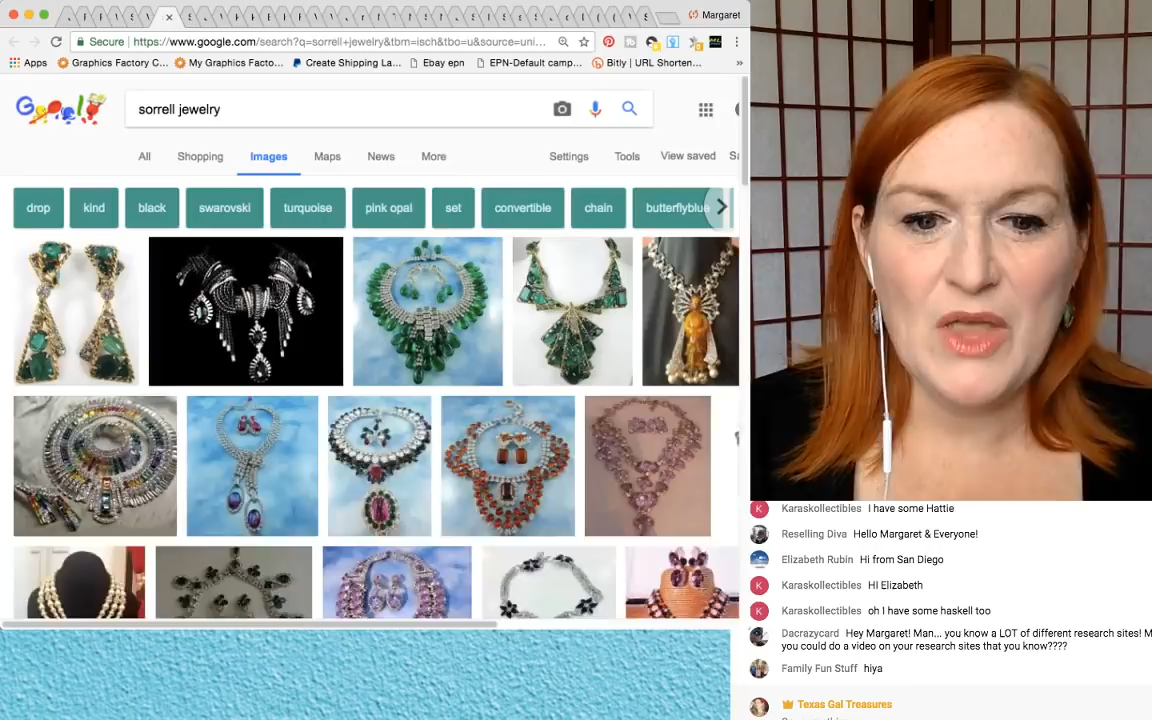 Margaret
Secure https://www.google.com/search?q=sorrell+jewelry&tbm=isch&tbo=u&source=uni...
Apps Graphics Factory C... My Graphics Facto... Create Shipping La... Ebay epn EPN-Default camp... Bitly | URL Shorten... »
sorrell jewelry
All Shopping Images Maps News More Settings Tools View saved
drop kind black swarovski turquoise pink opal set convertible chain butterflyblue
K Karaskollectibles I have some Hattie
Reselling Diva Hello Margaret & Everyone!
Elizabeth Rubin Hi from San Diego
K Karaskollectibles HI Elizabeth
K Karaskollectibles oh I have some haskell too
Dacrazycard Hey Margaret! Man... you know a LOT of different research sites! M
you could do a video on your research sites that you know????
Family Fun Stuff hiya
Texas Gal Treasures